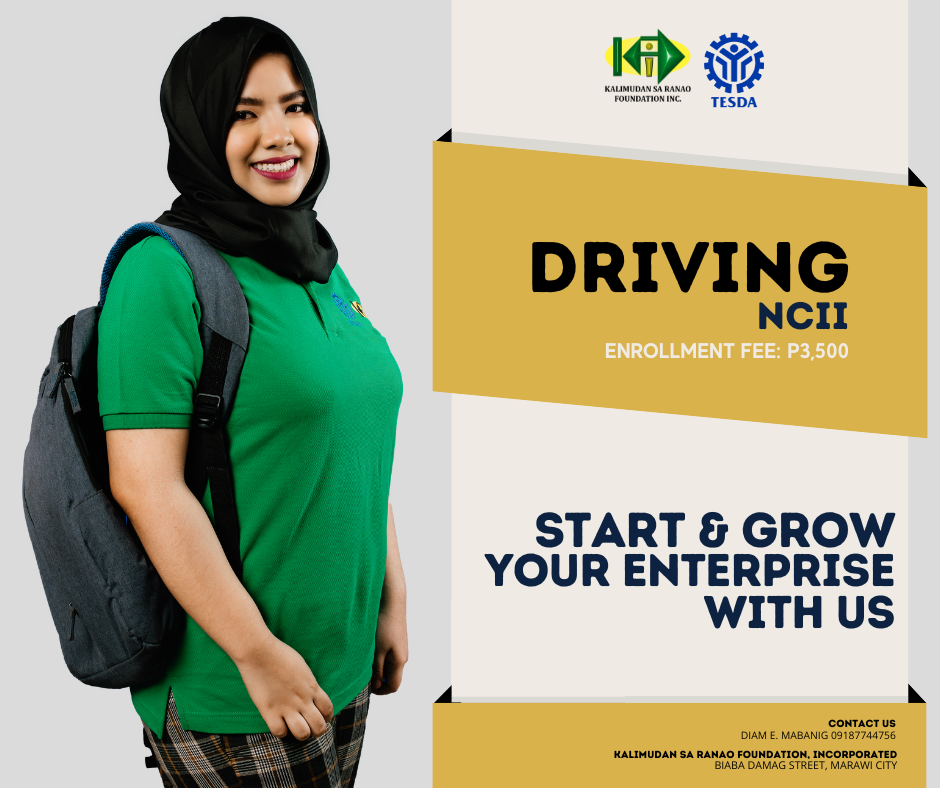 KALIMUDAN SA RANAO
FOUNDATION INC.
TESDA
DRIVING
NCII
ENROLLMENT FEE: P3,500
START & GROW
YOUR ENTERPRISE
WITH US
CONTACT US
DIAM E. MABANIG 09187744756
KALIMUDAN SA RANAO FOUNDATION, INCORPORATED
BIABA DAMAG STREET, MARAWI CITY